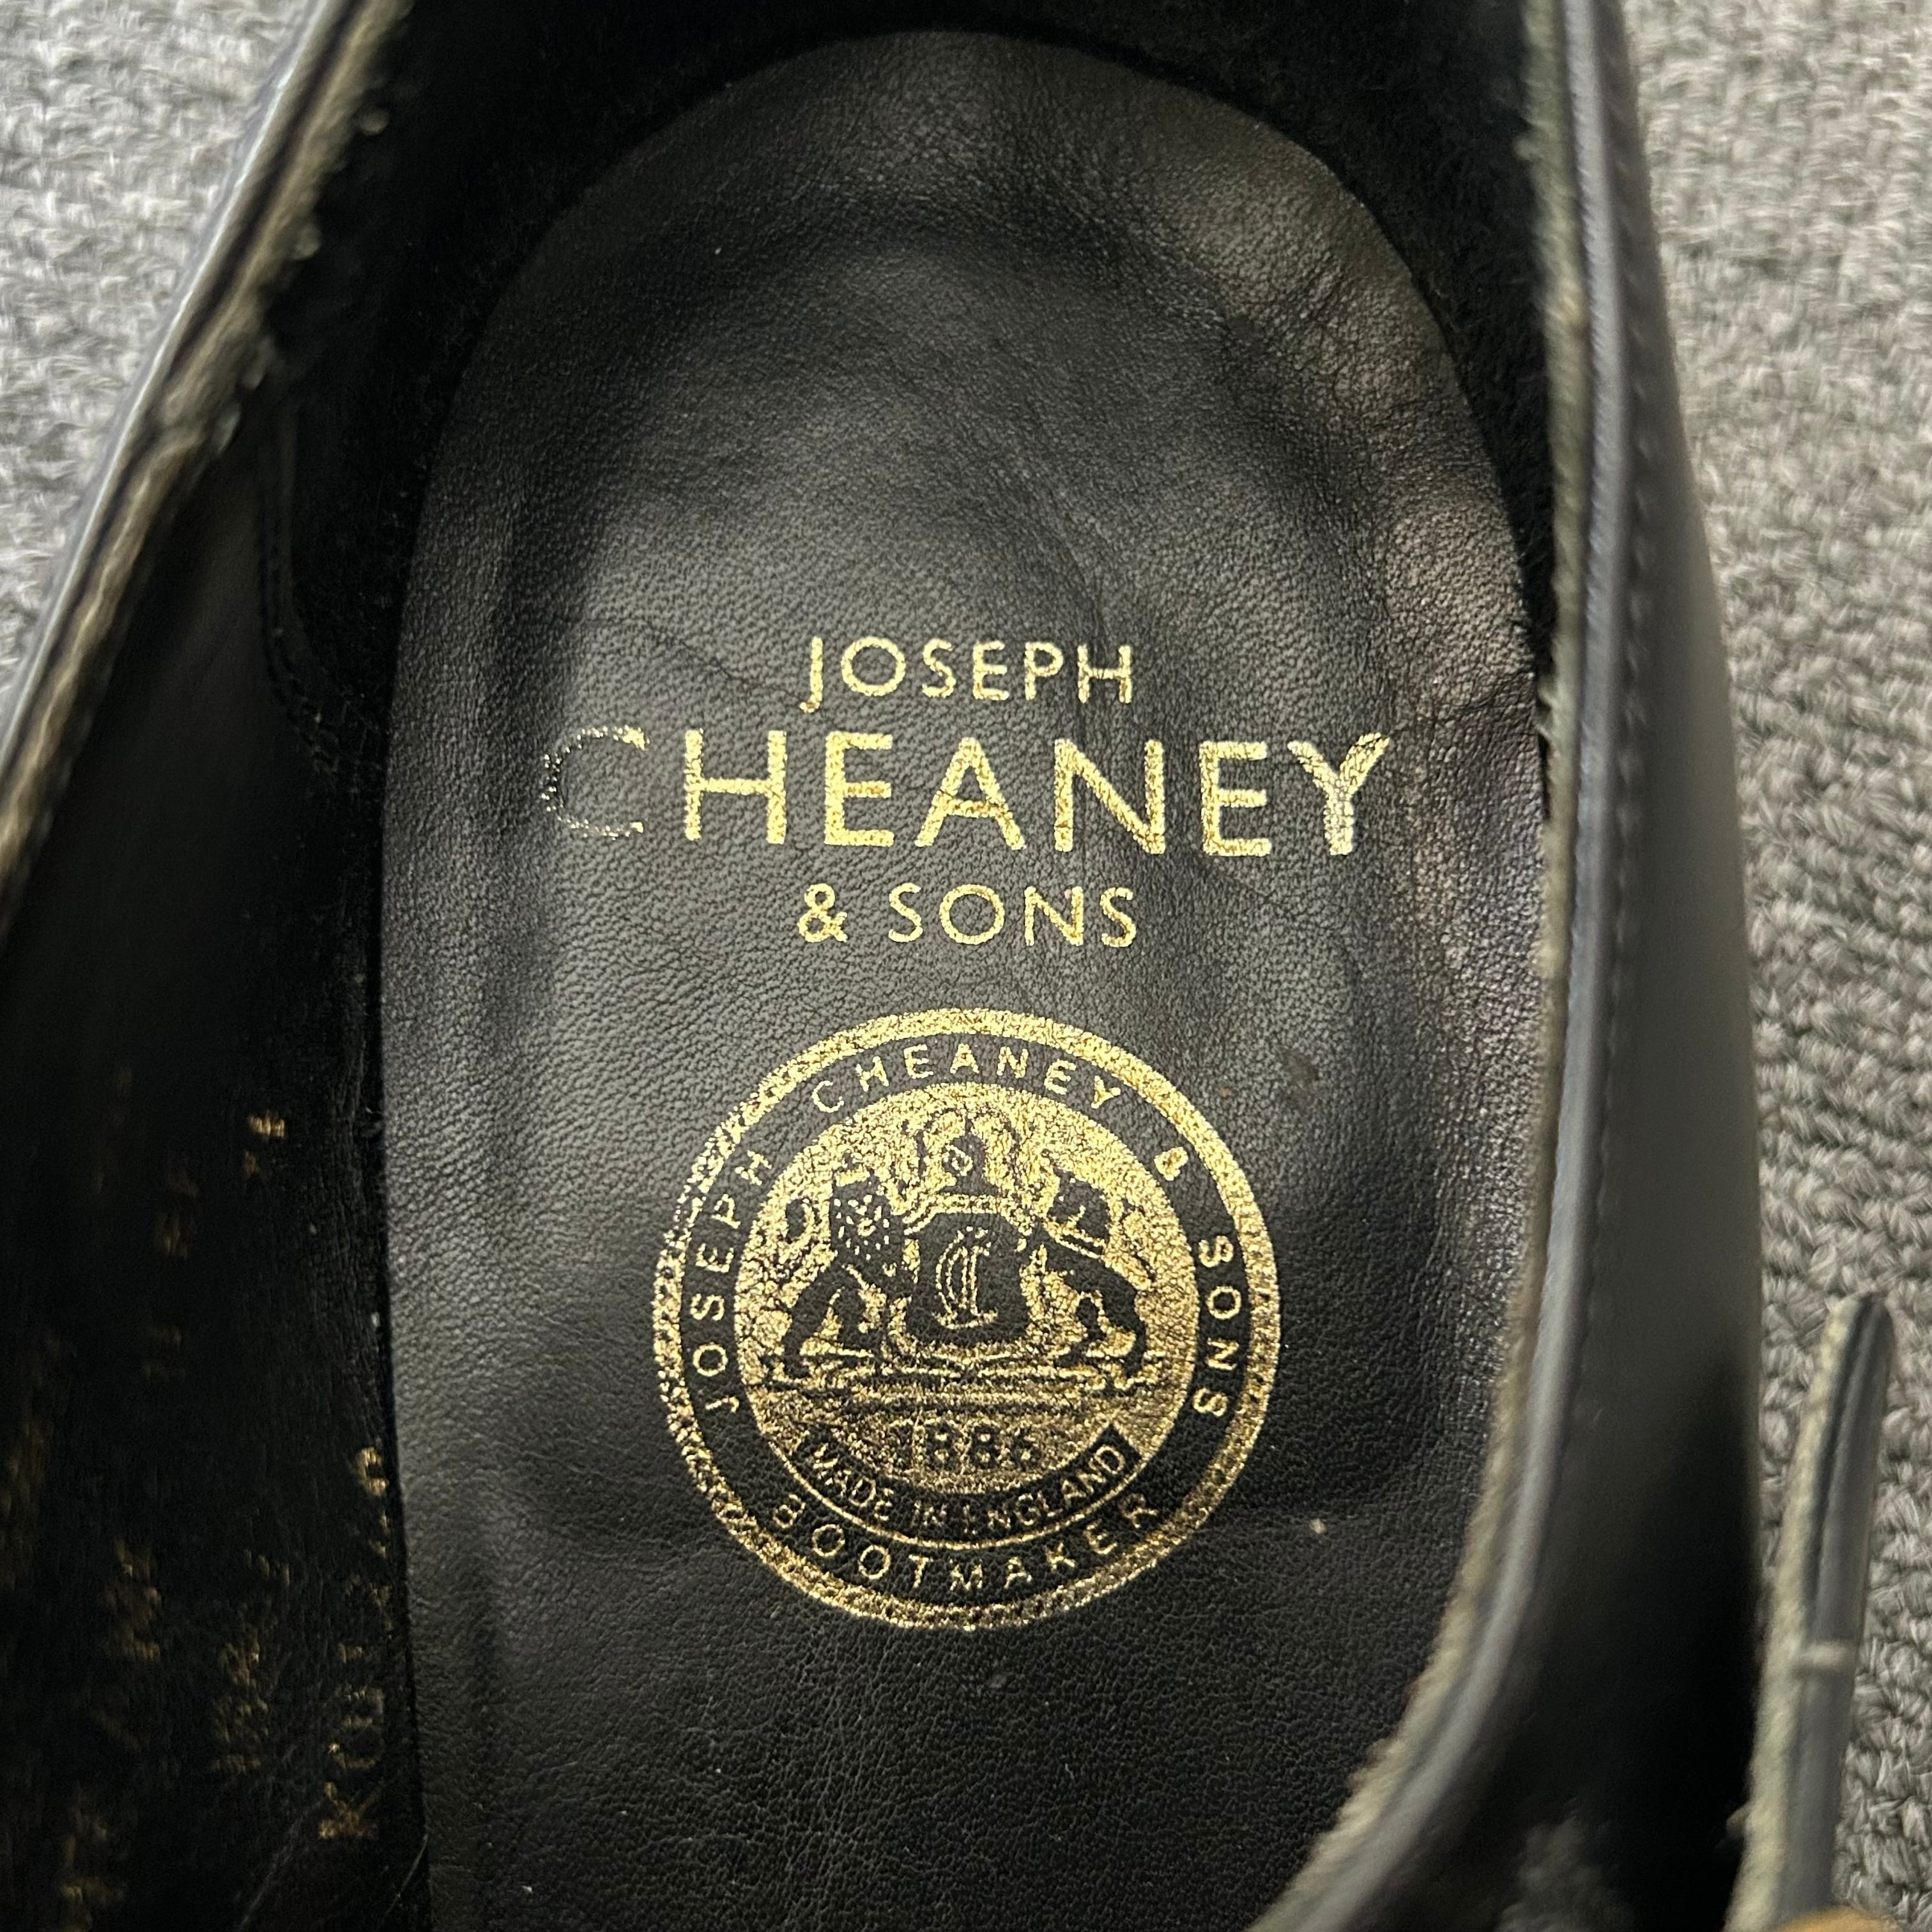 JOSEPH
CHEANEY
& SONS
JOSEPH CHEANEY & SONS
1886
MADE IN ENGLAND
BOOTMAKER